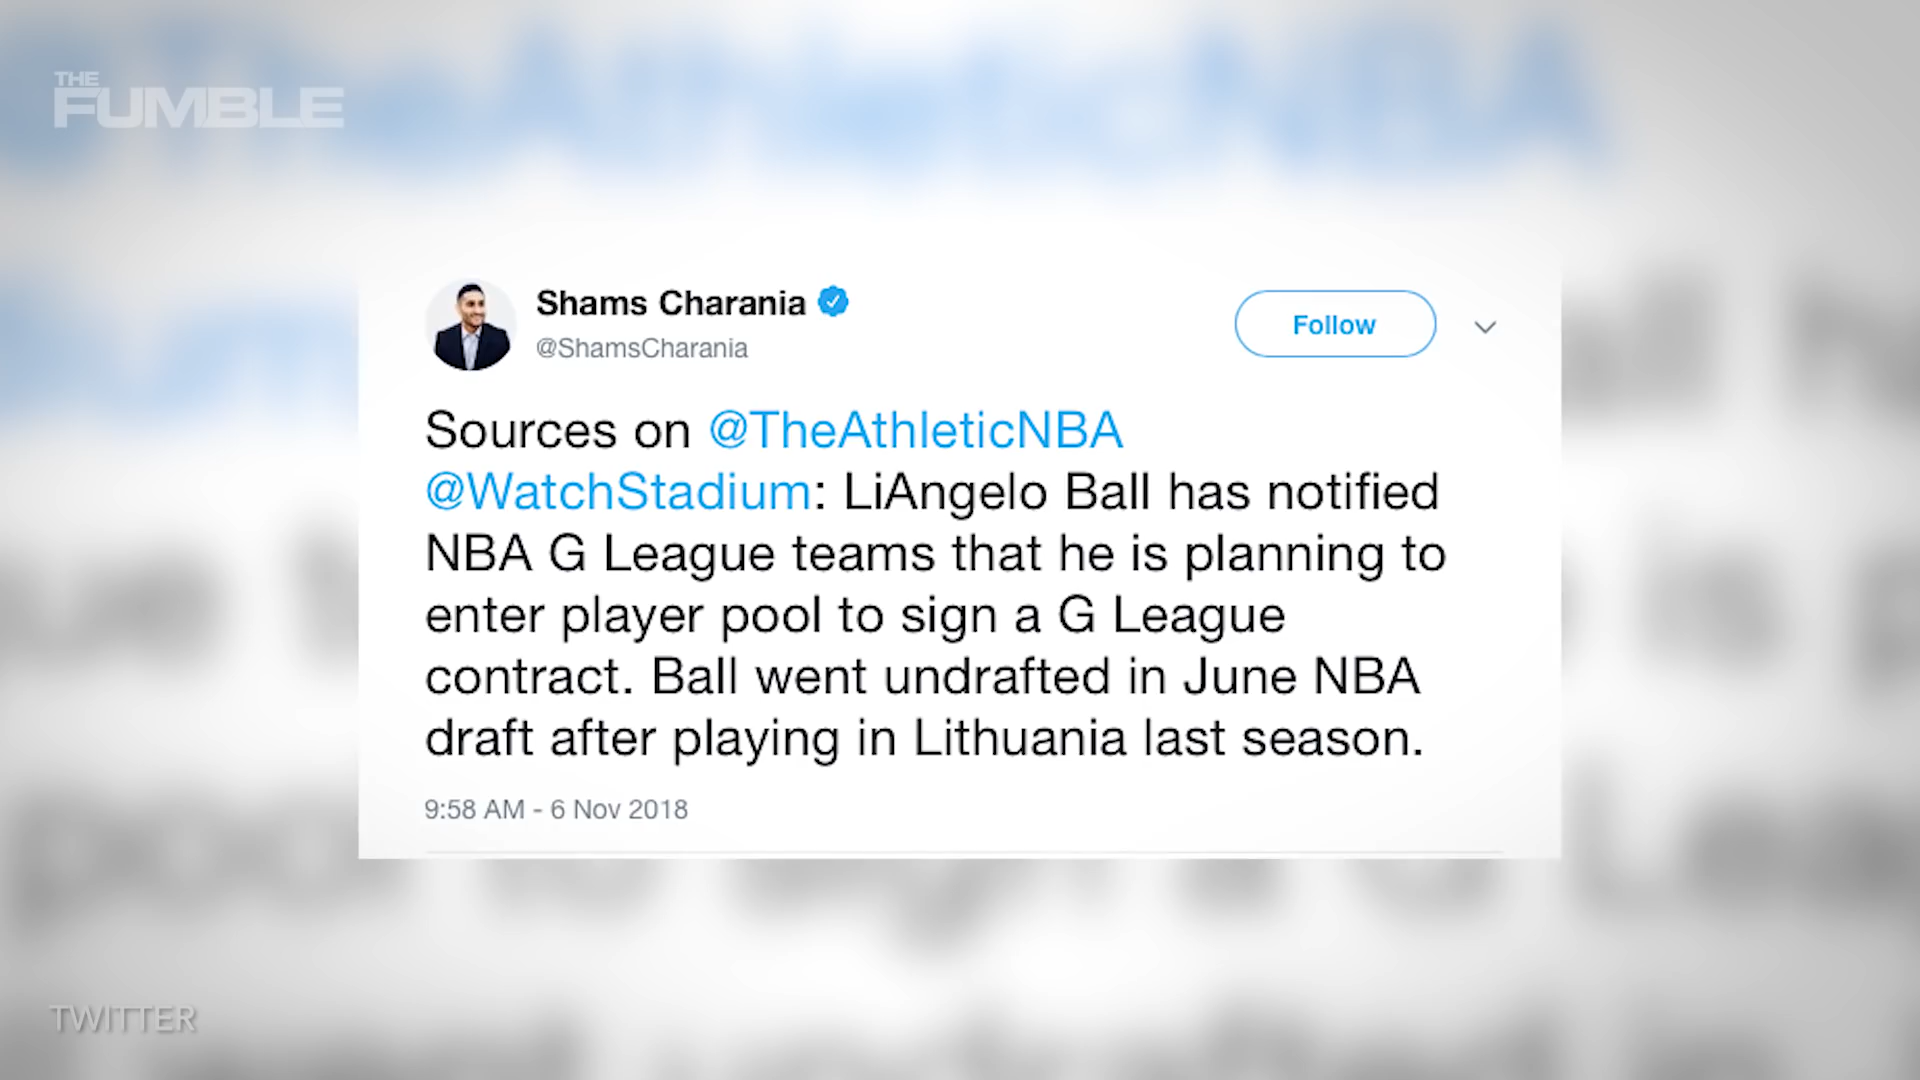 THE
FUMBLE
Shams Charania
@ShamsCharania
Follow
Sources on @TheAthleticNBA
@WatchStadium: LiAngelo Ball has notified
NBA G League teams that he is planning to
enter player pool to sign a G League
contract. Ball went undrafted in June NBA
draft after playing in Lithuania last season.
9:58 AM - 6 Nov 2018
TWITTER